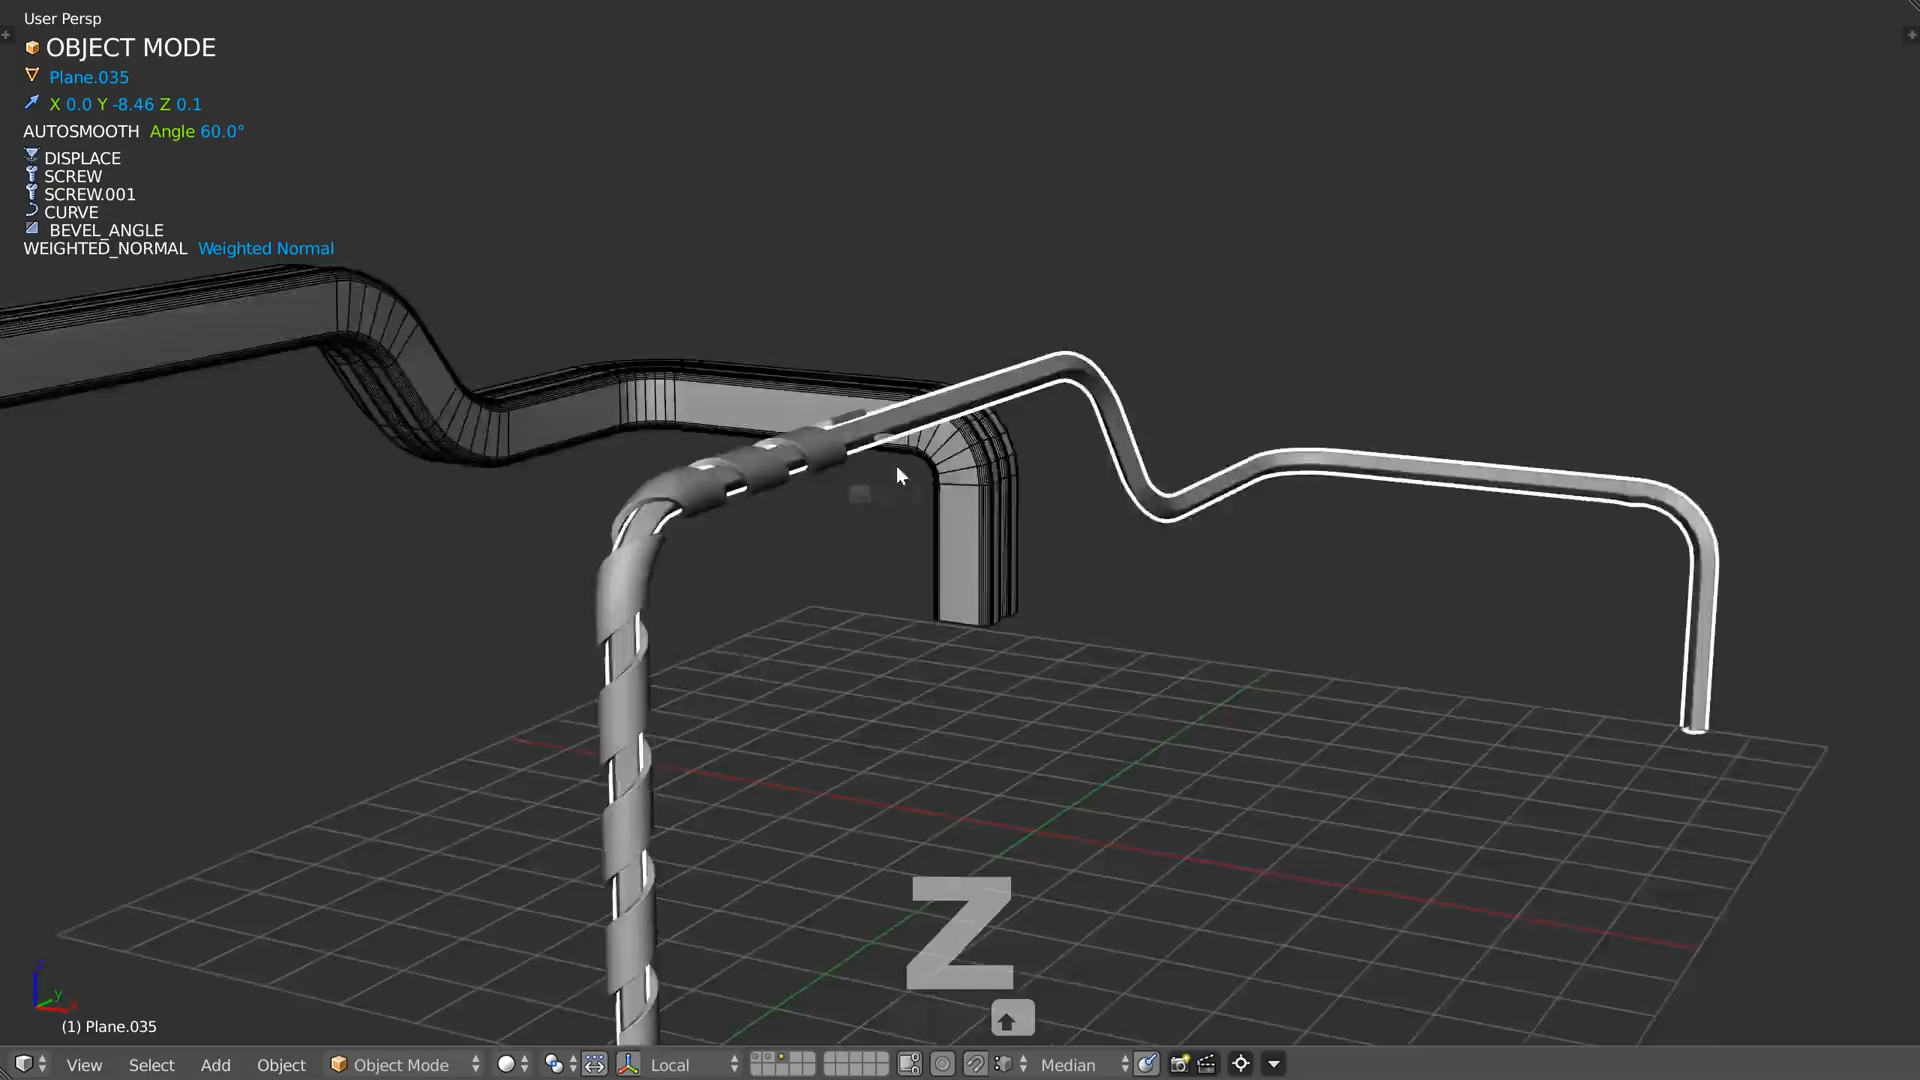 User Persp
OBJECT MODE
Plane.035
X 0.0 Y -8.46 Z 0.1
AUTOSMOOTH Angle 60.0°
DISPLACE
SCREW
SCREW.001
CURVE
BEVEL_ANGLE
WEIGHTED_NORMAL Weighted Normal
Z
z
y
x
(1) Plane.035
View Select Add Object Object Mode Local Median